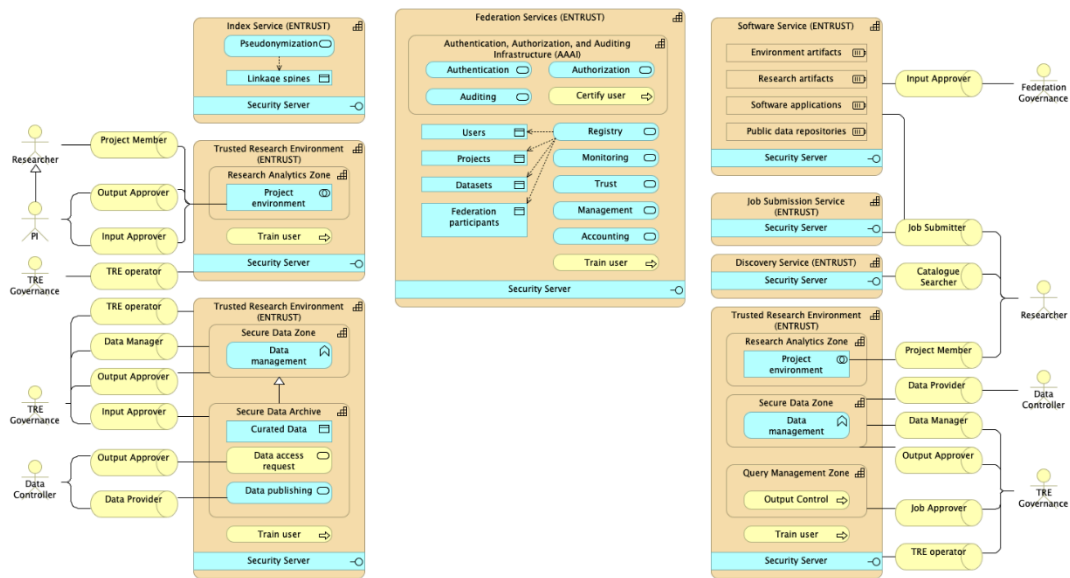 Index Service (ENTRUST)
Pseudonymization
Linkage spines
Security Server
Researcher
PI
TRE
Governance
Project Member
Output Approver
Input Approver
TRE operator
Trusted Research Environment
(ENTRUST)
Research Analytics Zone
Project
environment
Train user
Security Server
TRE
Governance
TRE operator
Data Manager
Output Approver
Input Approver
Data
Controller
Output Approver
Data Provider
Trusted Research Environment
(ENTRUST)
Secure Data Zone
Data
management
Secure Data Archive
Curated Data
Data access
request
Data publishing
Train user
Security Server
Federation Services (ENTRUST)
Authentication, Authorization, and Auditing
Infrastructure (AAAI)
Authentication
Authorization
Auditing
Certify user
Users
Projects
Datasets
Federation
participants
Registry
Monitoring
Trust
Management
Accounting
Train user
Security Server
Software Service (ENTRUST)
Environment artifacts
Research artifacts
Software applications
Public data repositories
Security Server
Input Approver
Federation
Governance
Job Submission Service
(ENTRUST)
Security Server
Job Submitter
Discovery Service (ENTRUST)
Security Server
Catalogue
Searcher
Researcher
Trusted Research Environment
(ENTRUST)
Research Analytics Zone
Project
environment
Project Member
Secure Data Zone
Data
management
Data Provider
Data
Controller
Data Manager
Output Approver
Query Management Zone
Output Control
Job Approver
TRE
Governance
Train user
Security Server
TRE operator